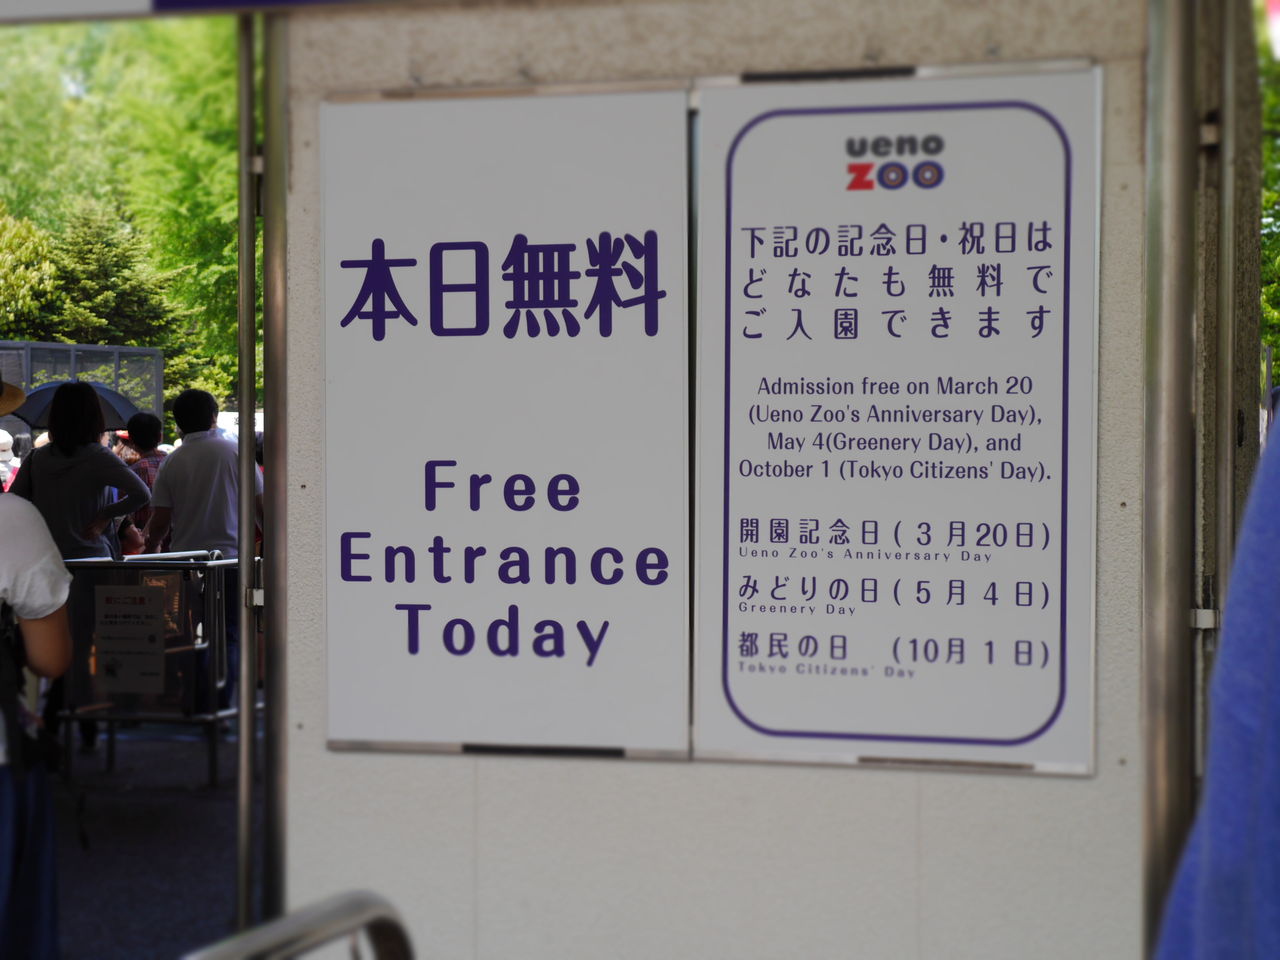 本日無料
Free
Entrance
Today
ueno
ZOO
下記の記念日・祝日は
どなたも無料で
ご入園できます
Admission free on March 20
(Ueno Zoo's Anniversary Day),
May 4(Greenery Day), and
October 1 (Tokyo Citizens' Day).
開園記念日(3月20日)
Ueno Zoo's Anniversary Day
みどりの日(5月4日)
Greenery Day
都民の日 (10月1日)
Tokyo Citizens' Day